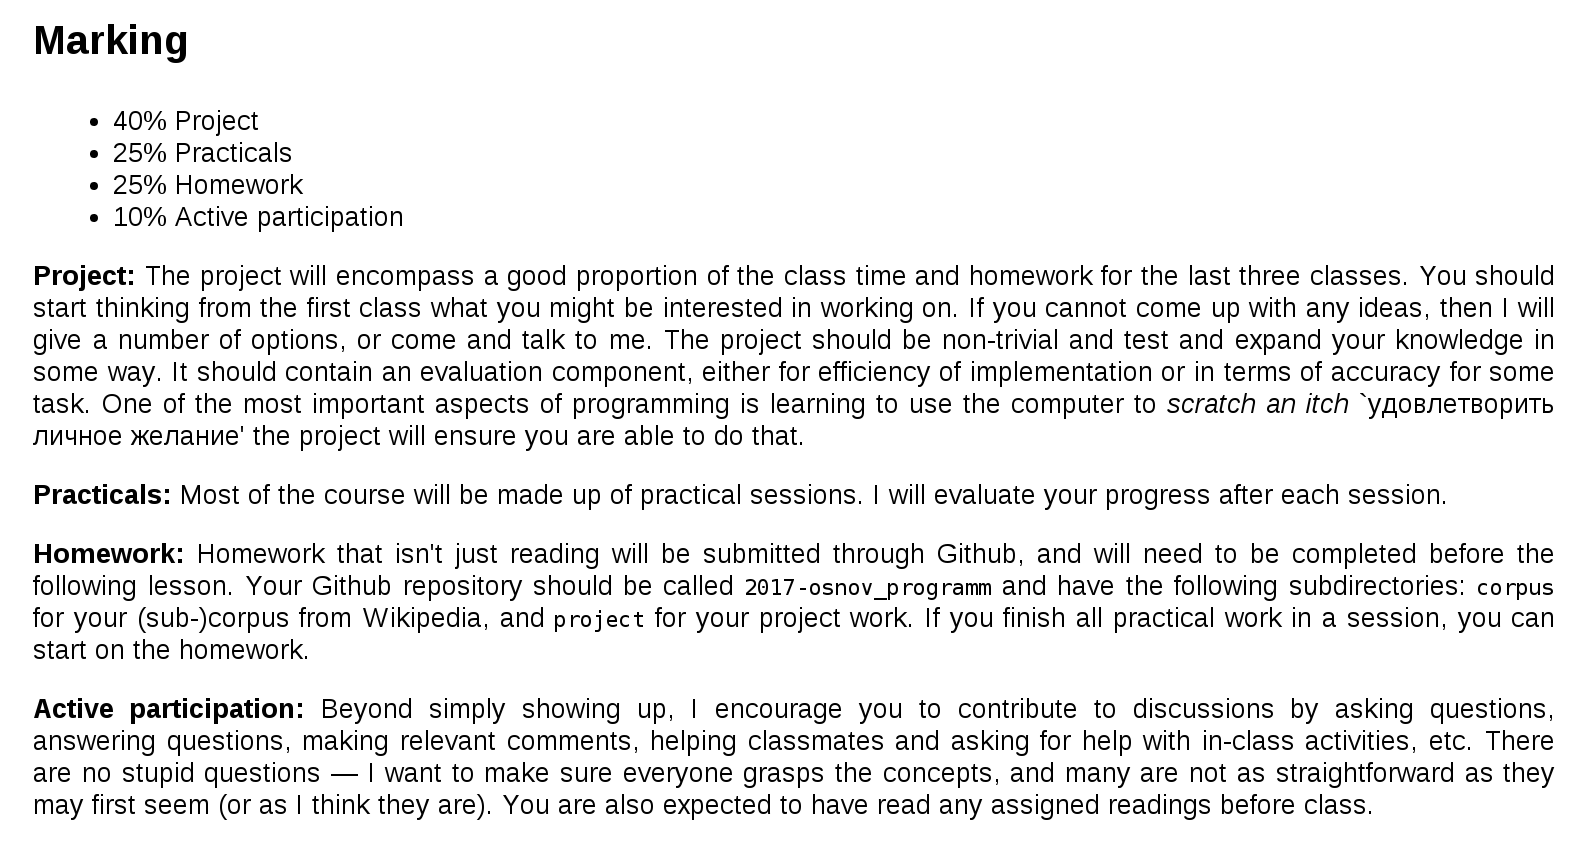 Marking
• 40% Project
• 25% Practicals
• 25% Homework
• 10% Active participation
Project: The project will encompass a good proportion of the class time and homework for the last three classes. You should
start thinking from the first class what you might be interested in working on. If you cannot come up with any ideas, then I will
give a number of options, or come and talk to me. The project should be non-trivial and test and expand your knowledge in
some way. It should contain an evaluation component, either for efficiency of implementation or in terms of accuracy for some
task. One of the most important aspects of programming is learning to use the computer to scratch an itch `удовлетворить
личное желание' the project will ensure you are able to do that.
Practicals: Most of the course will be made up of practical sessions. I will evaluate your progress after each session.
Homework: Homework that isn't just reading will be submitted through Github, and will need to be completed before the
following lesson. Your Github repository should be called 2017-osnov_programm and have the following subdirectories: corpus
for your (sub-)corpus from Wikipedia, and project for your project work. If you finish all practical work in a session, you can
start on the homework.
Active participation: Beyond simply showing up, I encourage you to contribute to discussions by asking questions,
answering questions, making relevant comments, helping classmates and asking for help with in-class activities, etc. There
are no stupid questions — I want to make sure everyone grasps the concepts, and many are not as straightforward as they
may first seem (or as I think they are). You are also expected to have read any assigned readings before class.